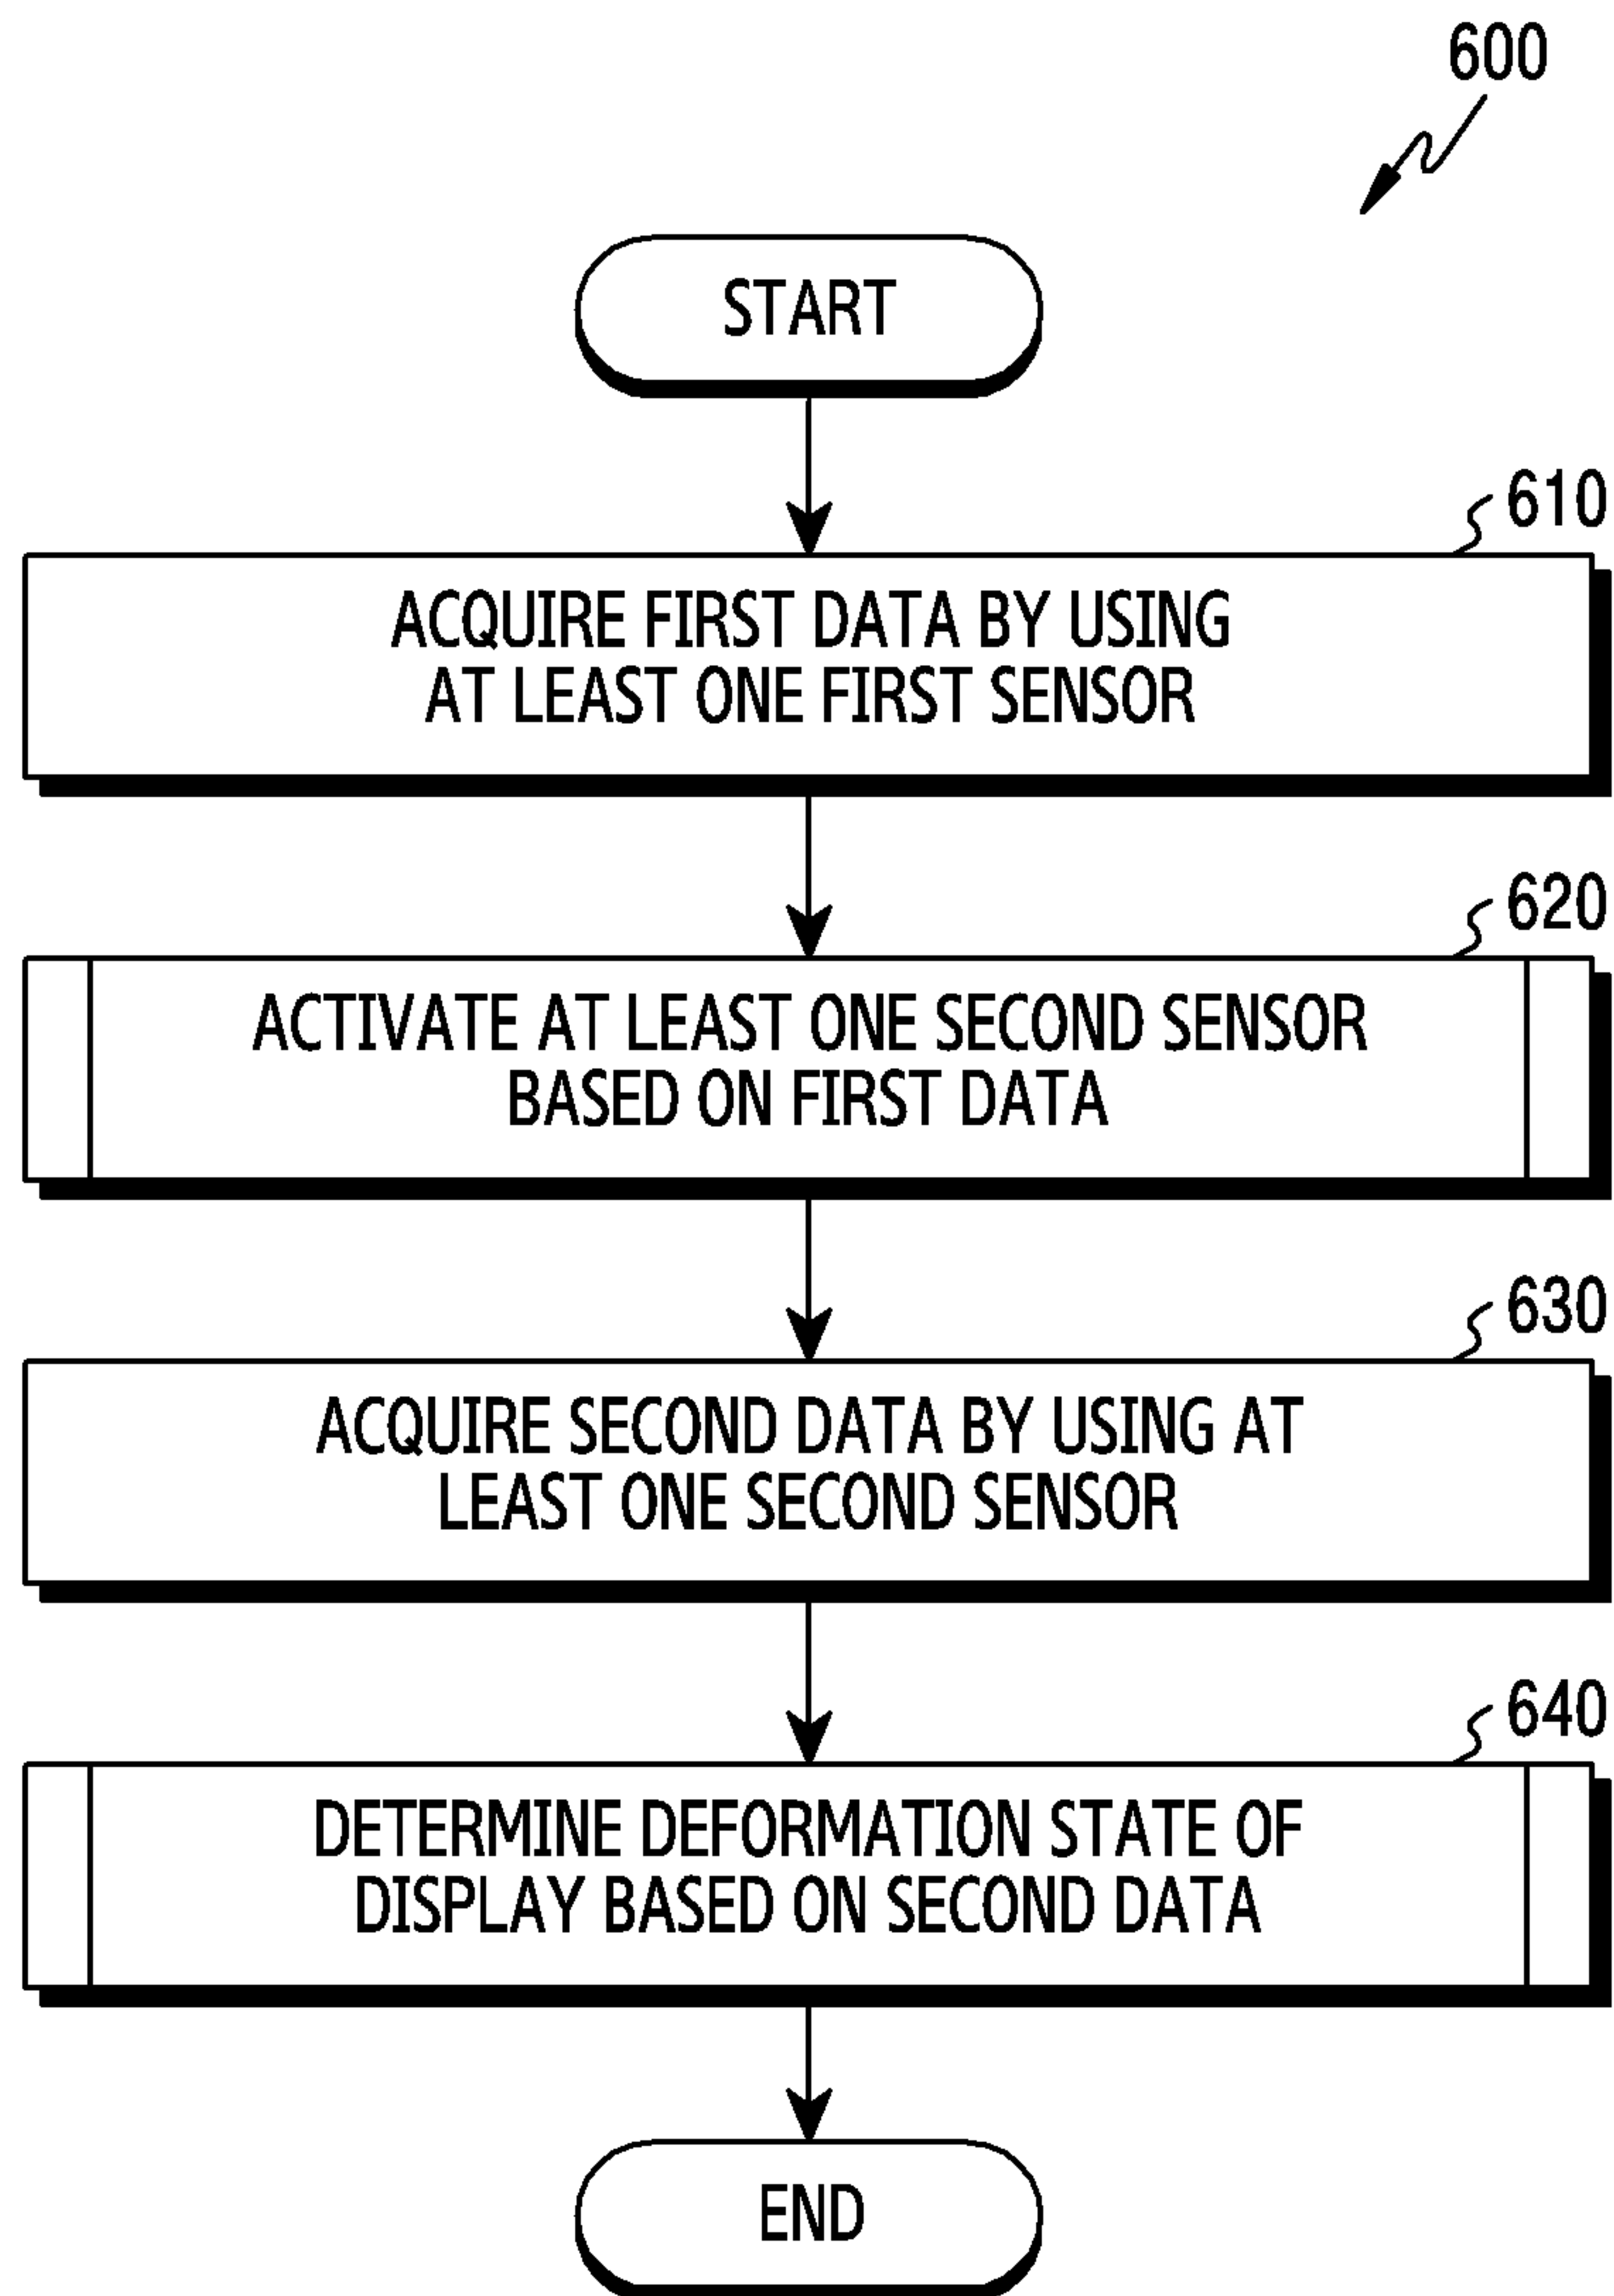 600
START
610
ACQUIRE FIRST DATA BY USING
AT LEAST ONE FIRST SENSOR
620
ACTIVATE AT LEAST ONE SECOND SENSOR
BASED ON FIRST DATA
630
ACQUIRE SECOND DATA BY USING AT
LEAST ONE SECOND SENSOR
640
DETERMINE DEFORMATION STATE OF
DISPLAY BASED ON SECOND DATA
END